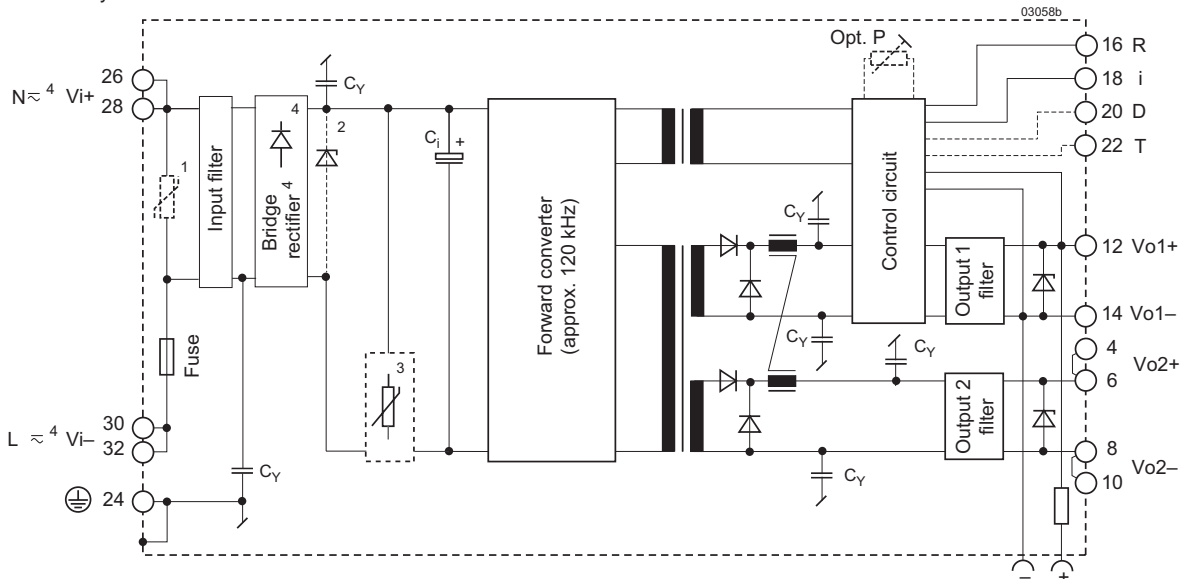 03058b
Opt. P
16 R
18 i
20 D
22 T
26
N≂ 4 Vi+
28
CY
4
2
1
Ci +
Input filter
Bridge rectifier 4
Forward converter
(approx. 120 kHz)
Control circuit
CY
12 Vo1+
Output 1
filter
14 Vo1–
CY
CY
4
Vo2+
6
Fuse
3
Output 2
filter
8
Vo2–
10
30
L ≂ 4 Vi–
32
CY
CY
24
– +